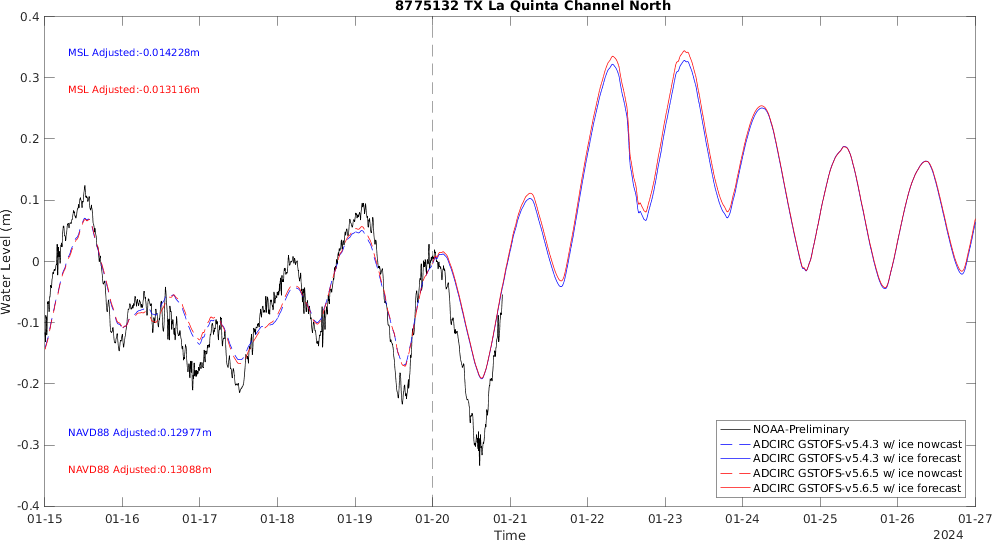 8775132 TX La Quinta Channel North
0.4
0.3
0.2
0.1
0
-0.1
-0.2
-0.3
-0.4
Water Level (m)
MSL Adjusted:-0.014228m
MSL Adjusted:-0.013116m
NAVD88 Adjusted:0.12977m
NAVD88 Adjusted:0.13088m
NOAA-Preliminary
ADCIRC GSTOFS-v5.4.3 w/ ice nowcast
ADCIRC GSTOFS-v5.4.3 w/ ice forecast
ADCIRC GSTOFS-v5.6.5 w/ ice nowcast
ADCIRC GSTOFS-v5.6.5 w/ ice forecast
01-15 01-16 01-17 01-18 01-19 01-20 01-21 01-22 01-23 01-24 01-25 01-26 01-27
Time
2024